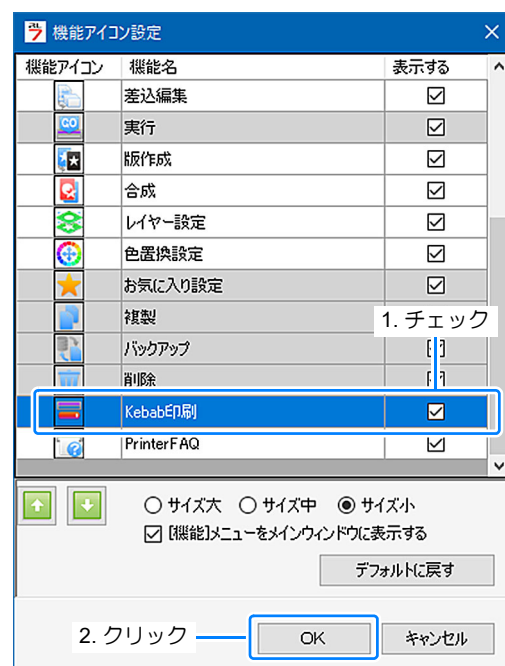 機能アイコン設定
機能アイコン 機能名 表示する
差込編集
実行
版作成
合成
レイヤー設定
色置換設定
お気に入り設定
複製
1. チェック
バックアップ
削除
Kebab印刷
PrinterFAQ
サイズ大 サイズ中 サイズ小
[機能]メニューをメインウィンドウに表示する
デフォルトに戻す
2. クリック OK キャンセル